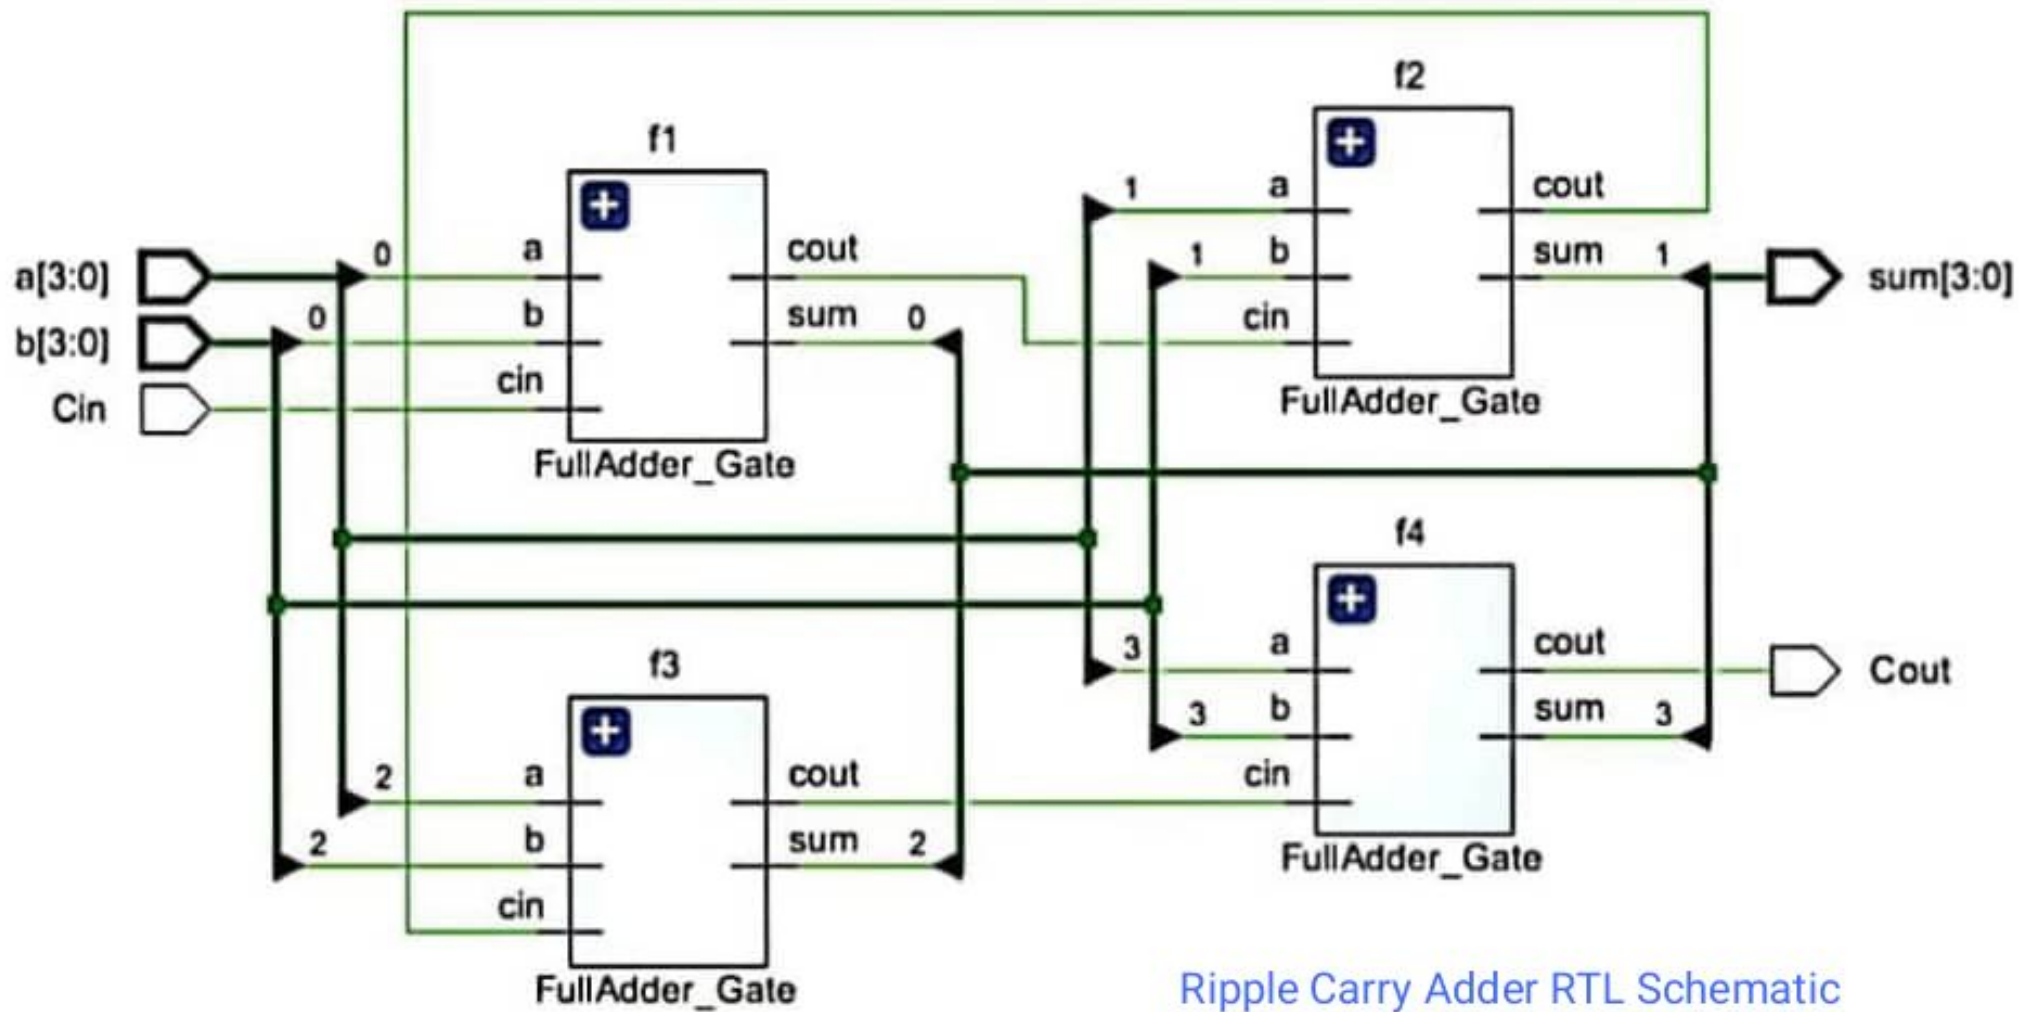 f2
f1
1 a cout
0 a cout 1 b sum 1
a[3:0] sum[3:0]
0 b sum 0 cin
b[3:0]
cin
Cin FullAdder_Gate
FullAdder_Gate
f4
3 a cout
f3 Cout
3 b sum 3
2 a cout cin
2 b sum 2
FullAdder_Gate
cin
FullAdder_Gate
Ripple Carry Adder RTL Schematic